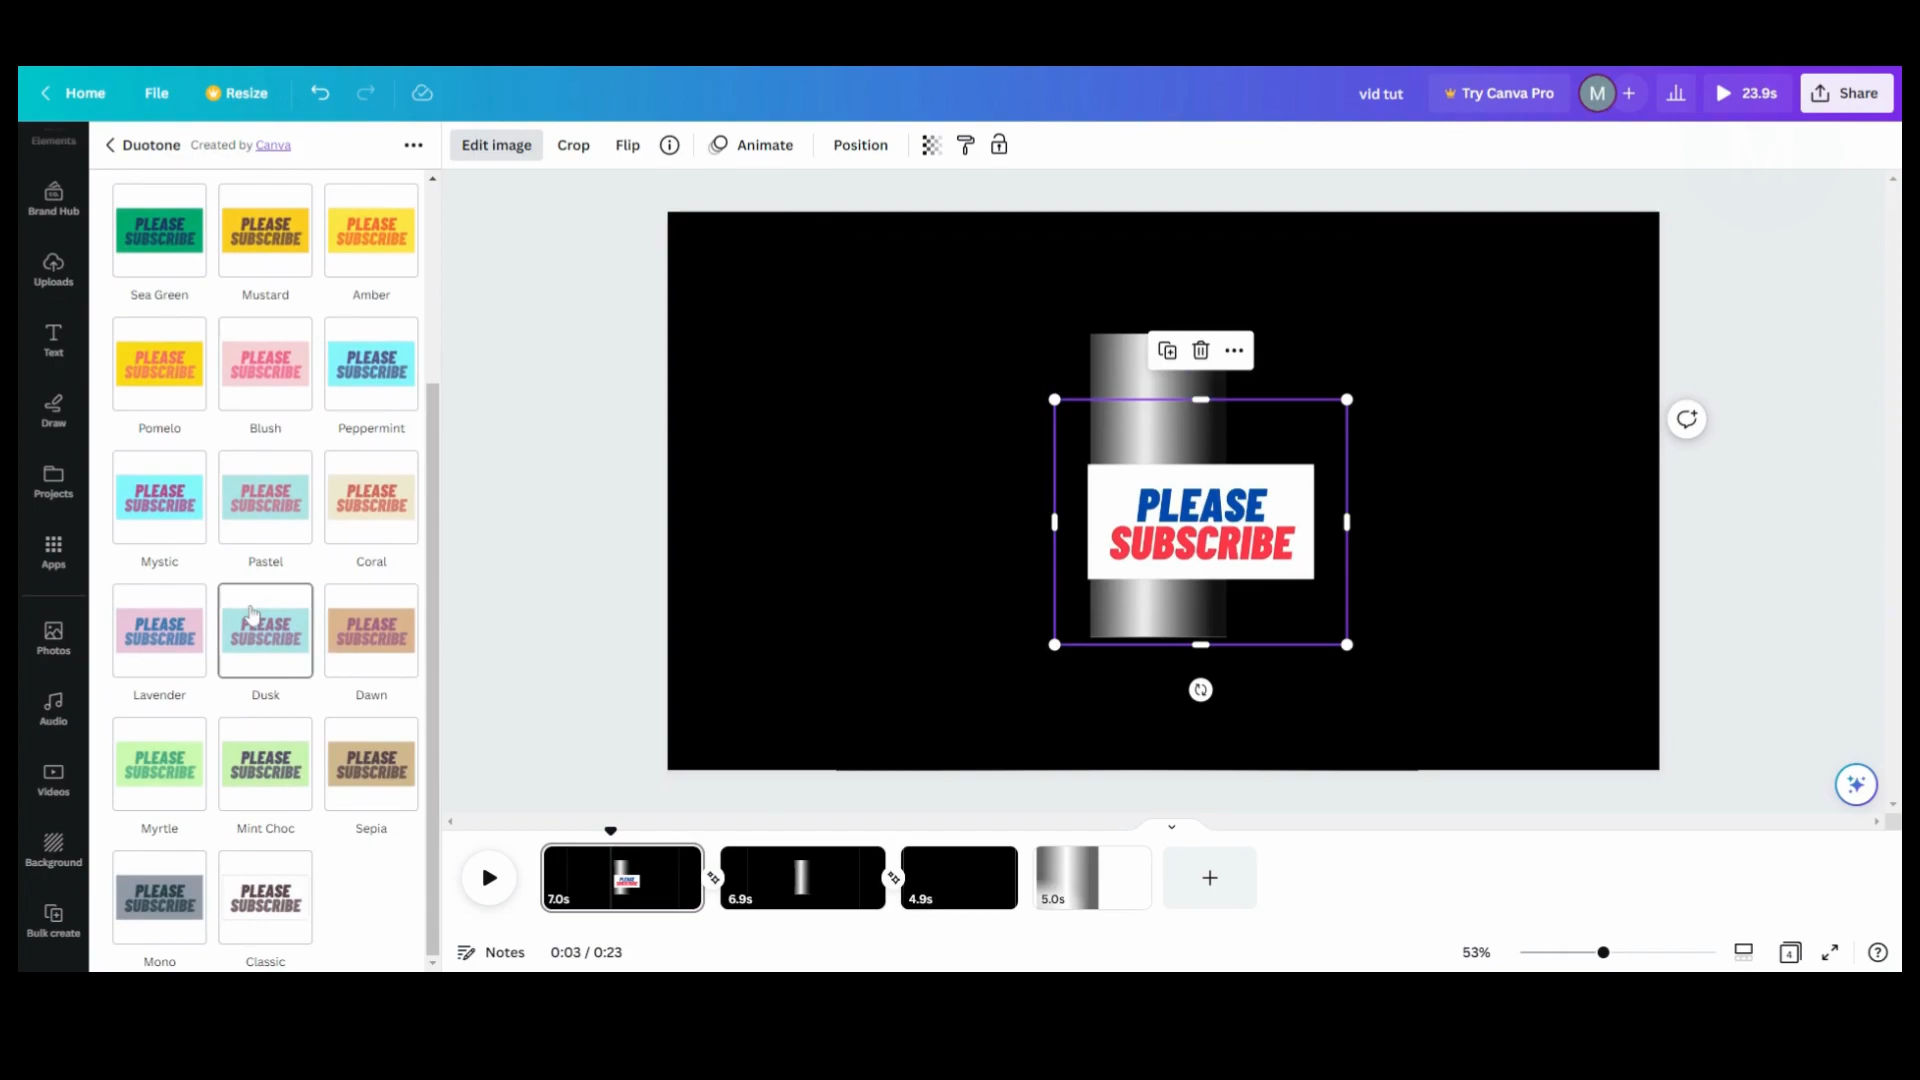 Home File Resize vid tut Try Canva Pro M + 23.9s Share
Elements
Duotone Created by Canva
Edit image Crop Flip Animate Position
Brand Hub
Uploads
Text
Draw
Projects
Apps
Photos
Audio
Videos
Background
Bulk create
PLEASE PLEASE PLEASE
SUBSCRIBE SUBSCRIBE SUBSCRIBE
Sea Green Mustard Amber
PLEASE PLEASE PLEASE
SUBSCRIBE SUBSCRIBE SUBSCRIBE
Pomelo Blush Peppermint
PLEASE PLEASE PLEASE
SUBSCRIBE SUBSCRIBE SUBSCRIBE
Mystic Pastel Coral
PLEASE PLEASE PLEASE
SUBSCRIBE SUBSCRIBE SUBSCRIBE
Lavender Dusk Dawn
PLEASE PLEASE PLEASE
SUBSCRIBE SUBSCRIBE SUBSCRIBE
Myrtle Mint Choc Sepia
PLEASE PLEASE
SUBSCRIBE SUBSCRIBE
Mono Classic
PLEASE
SUBSCRIBE
PLEASE
SUBSCRIBE
7.0s 6.9s 4.9s 5.0s
Notes 0:03 / 0:23 53% 4 ?